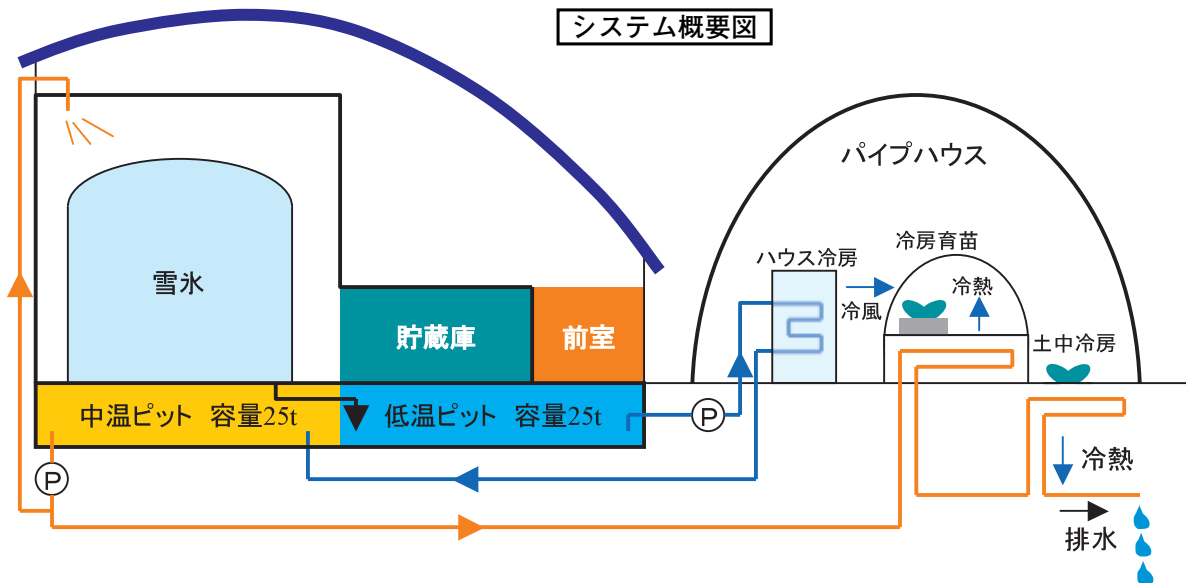 システム概要図
パイプハウス
冷房育苗
ハウス冷房
雪氷
冷熱
冷風
貯蔵庫
前室
土中冷房
中温ピット 容量25t
低温ピット 容量25t
P
冷熱
P
排水